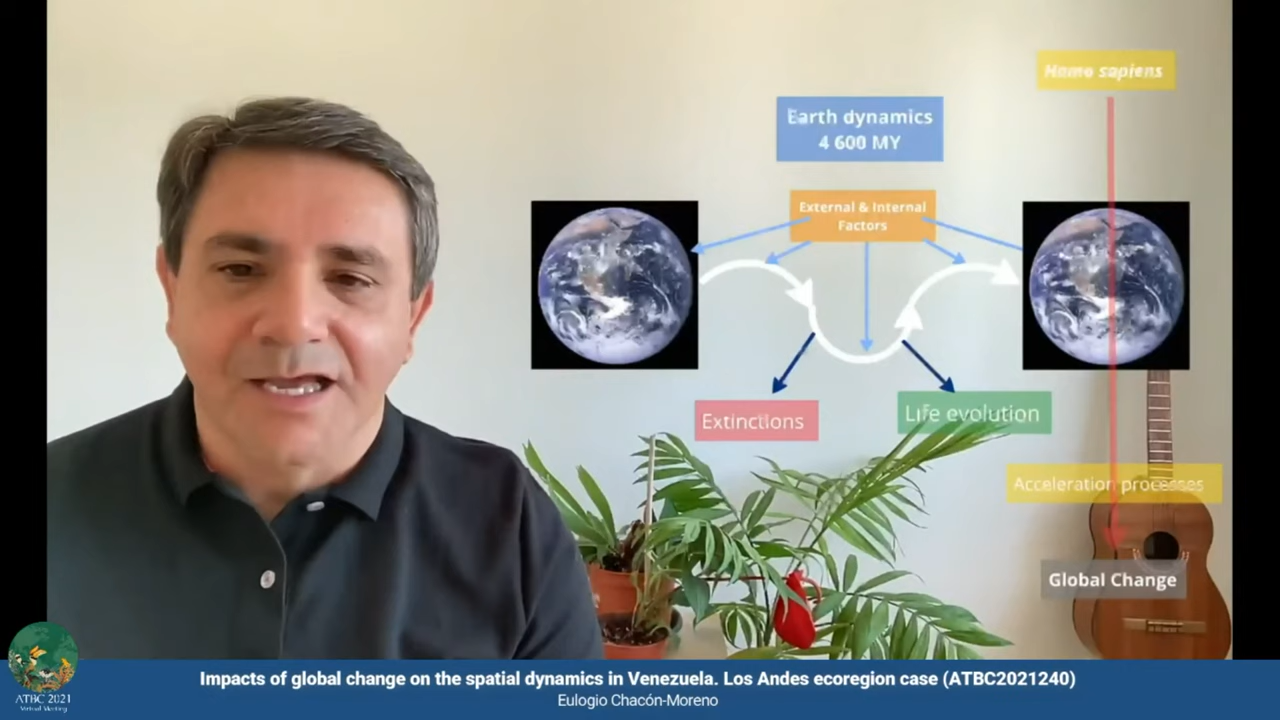 Homo sapiens
Earth dynamics
4 600 MY
External & Internal
Factors
Extinctions
Life evolution
Acceleration processes
Global Change
ATBC 2021
Virtual Meeting
Impacts of global change on the spatial dynamics in Venezuela. Los Andes ecoregion case (ATBC2021240)
Eulogio Chacón-Moreno